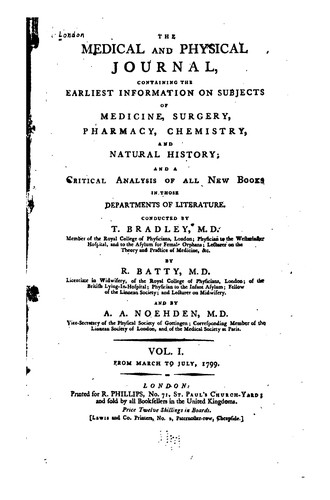 London
THE
MEDICAL AND PHYSICAL
JOURNAL,
CONTAINING THE
EARLIEST INFORMATION ON SUBJECTS
OF
MEDICINE, SURGERY,
PHARMACY, CHEMISTRY,
AND
NATURAL HISTORY;
AND A
CRITICAL ANALYSIS OF ALL NEW BOOKS
IN THOSE
DEPARTMENTS OF LITERATURE.
CONDUCTED BY
T. BRADLEY, M.D.
Member of the Royal College of Physicians, London; Physician to the Westminster
Hospital, and to the Asylum for Female Orphans; Lecturer on the
Theory and Practice of Medicine, &c.
BY
R. BATTY, M.D.
Licentiate in Widwifery, of the Royal College of Physicians, London; of the
British Lying-In-Hospital; Physician to the Infant Asylum; Fellow
of the Linnean Society; and Lecturer on Midwifery.
AND BY
A. A. NOEHDEN, M.D.
Vice-Secretary of the Physical Society of Gottingen; Corresponding Member of the
Linnean Society of London, and of the Medical Society at Paris.
VOL. I.
FROM MARCH TO JULY, 1799.
LONDON:
Printed for R. PHILLIPS, No. 71, ST. PAUL'S CHURCH-YARD;
and sold by all Booksellers in the United Kingdoms.
Price Twelve Shillings in Boards.
[LEWIS and Co. Printers, No. 2, Paternoster-row, Cheapside.]